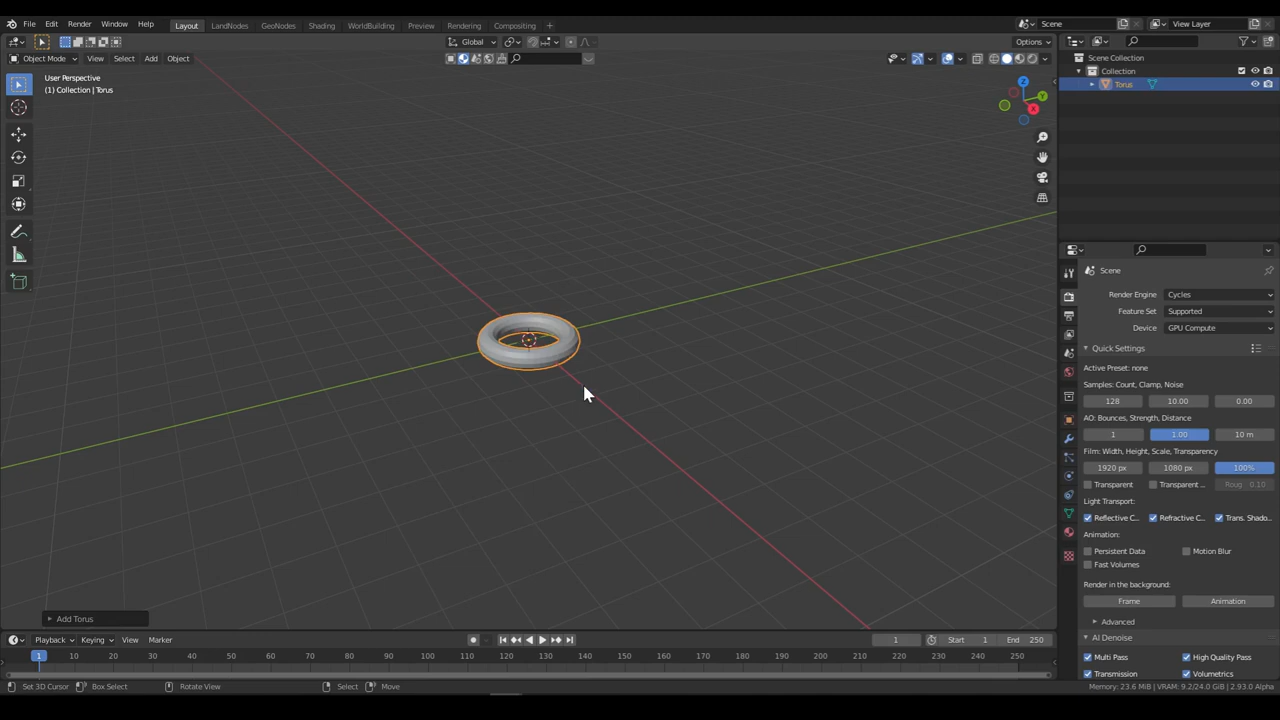 File Edit Render Window Help Layout LandNodes GeoNodes Shading WorldBuilding Preview Rendering Compositing + Scene View Layer
Global Options
Object Mode View Select Add Object
User Perspective
(1) Collection | Torus
Scene Collection
Collection
Torus
Z
Y
X
Scene
Render Engine Cycles
Feature Set Supported
Device GPU Compute
Quick Settings
Active Preset: none
Samples: Count, Clamp, Noise
128 10.00 0.00
AO: Bounces, Strength, Distance
1 1.00 10 m
Film: Width, Height, Scale, Transparency
1920 px 1080 px 100%
Transparent Transparent ... Roug 0.10
Light Transport:
Reflective C... Refractive C... Trans. Shado...
Animation:
Persistent Data Motion Blur
Fast Volumes
Render in the background:
Frame Animation
Advanced
AI Denoise
Multi Pass High Quality Pass
Transmission Volumetrics
Add Torus
Playback Keying View Marker 1 Start 1 End 250
1 10 20 30 40 50 60 70 80 90 100 110 120 130 140 150 160 170 180 190 200 210 220 230 240 250
Set 3D Cursor Box Select Rotate View Select Move Memory: 23.6 MiB | VRAM: 9.2/24.0 GiB | 2.93.0 Alpha